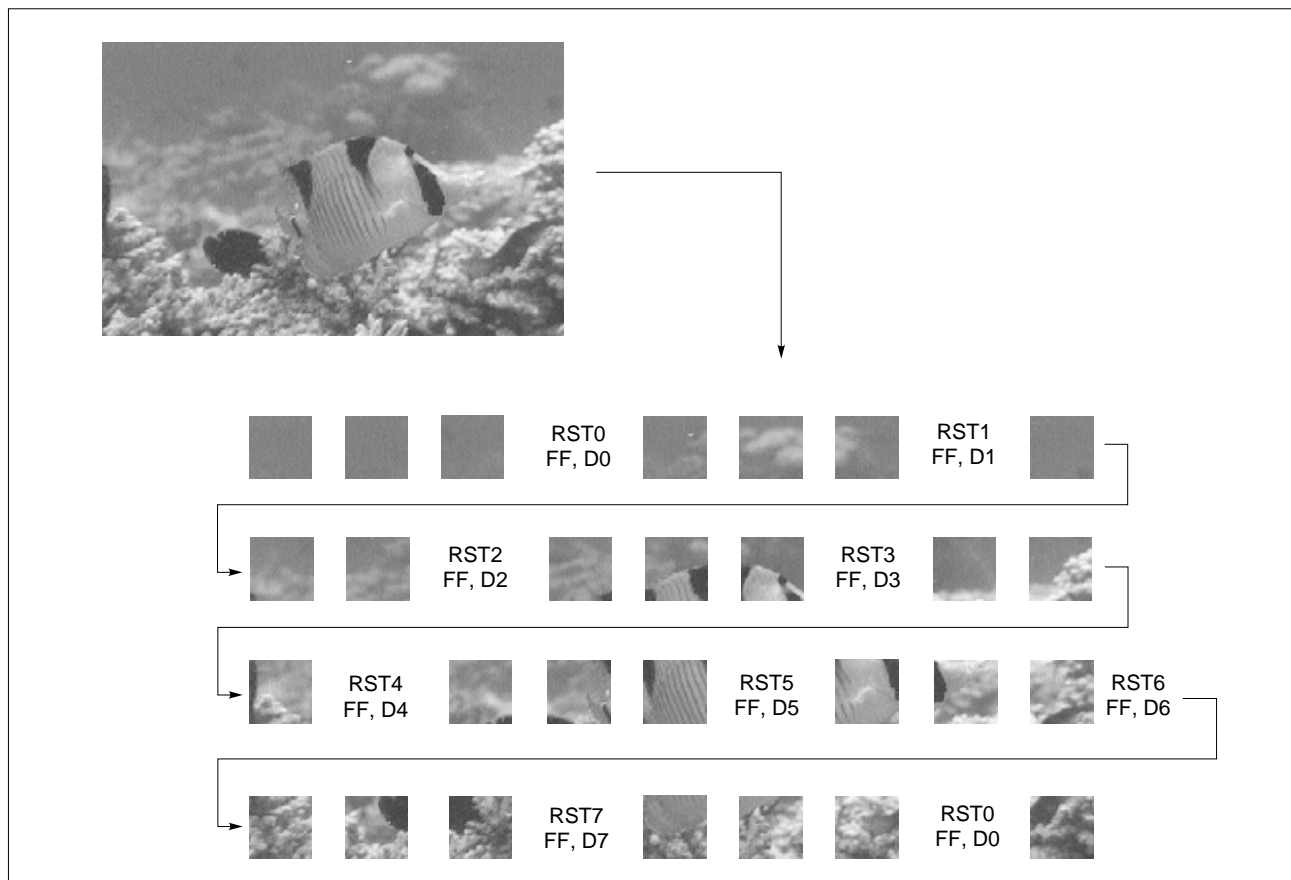 RST0
FF, D0
RST1
FF, D1
RST2
FF, D2
RST3
FF, D3
RST4
FF, D4
RST5
FF, D5
RST6
FF, D6
RST7
FF, D7
RST0
FF, D0